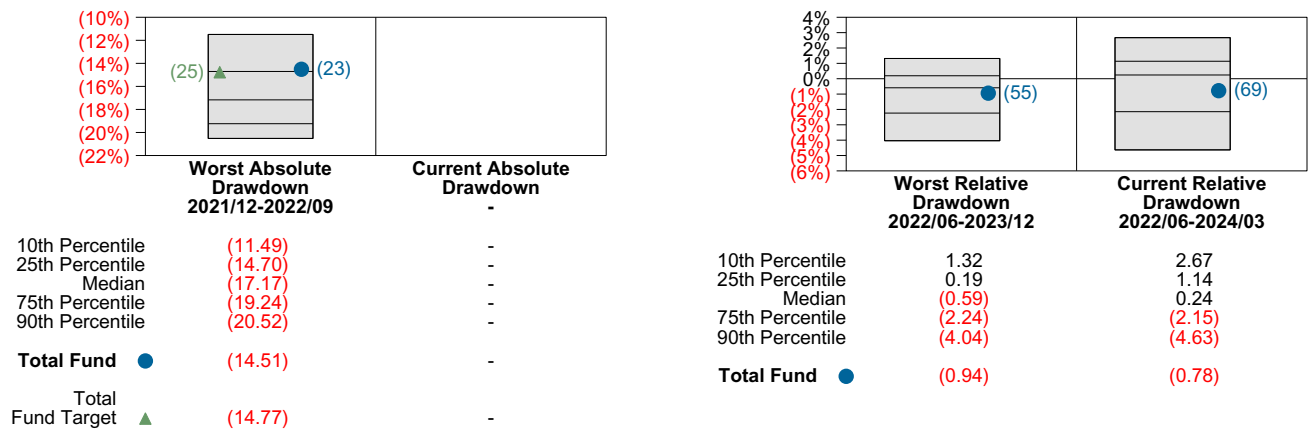 (10%)
(12%)
(14%)
(16%)
(18%)
(20%)
(22%)
(25)
(23)
Worst Absolute Drawdown 2021/12-2022/09
Current Absolute Drawdown -
10th Percentile (11.49) -
25th Percentile (14.70) -
Median (17.17) -
75th Percentile (19.24) -
90th Percentile (20.52) -
Total Fund (14.51) -
Total
Fund Target (14.77) -
4%
3%
2%
1%
0%
(1%)
(2%)
(3%)
(4%)
(5%)
(6%)
(55)
(69)
Worst Relative Drawdown 2022/06-2023/12
Current Relative Drawdown 2022/06-2024/03
10th Percentile 1.32 2.67
25th Percentile 0.19 1.14
Median (0.59) 0.24
75th Percentile (2.24) (2.15)
90th Percentile (4.04) (4.63)
Total Fund (0.94) (0.78)